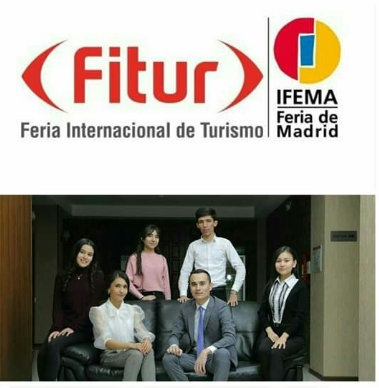 Fitur
Feria Internacional de Turismo
IFEMA
Feria de
Madrid